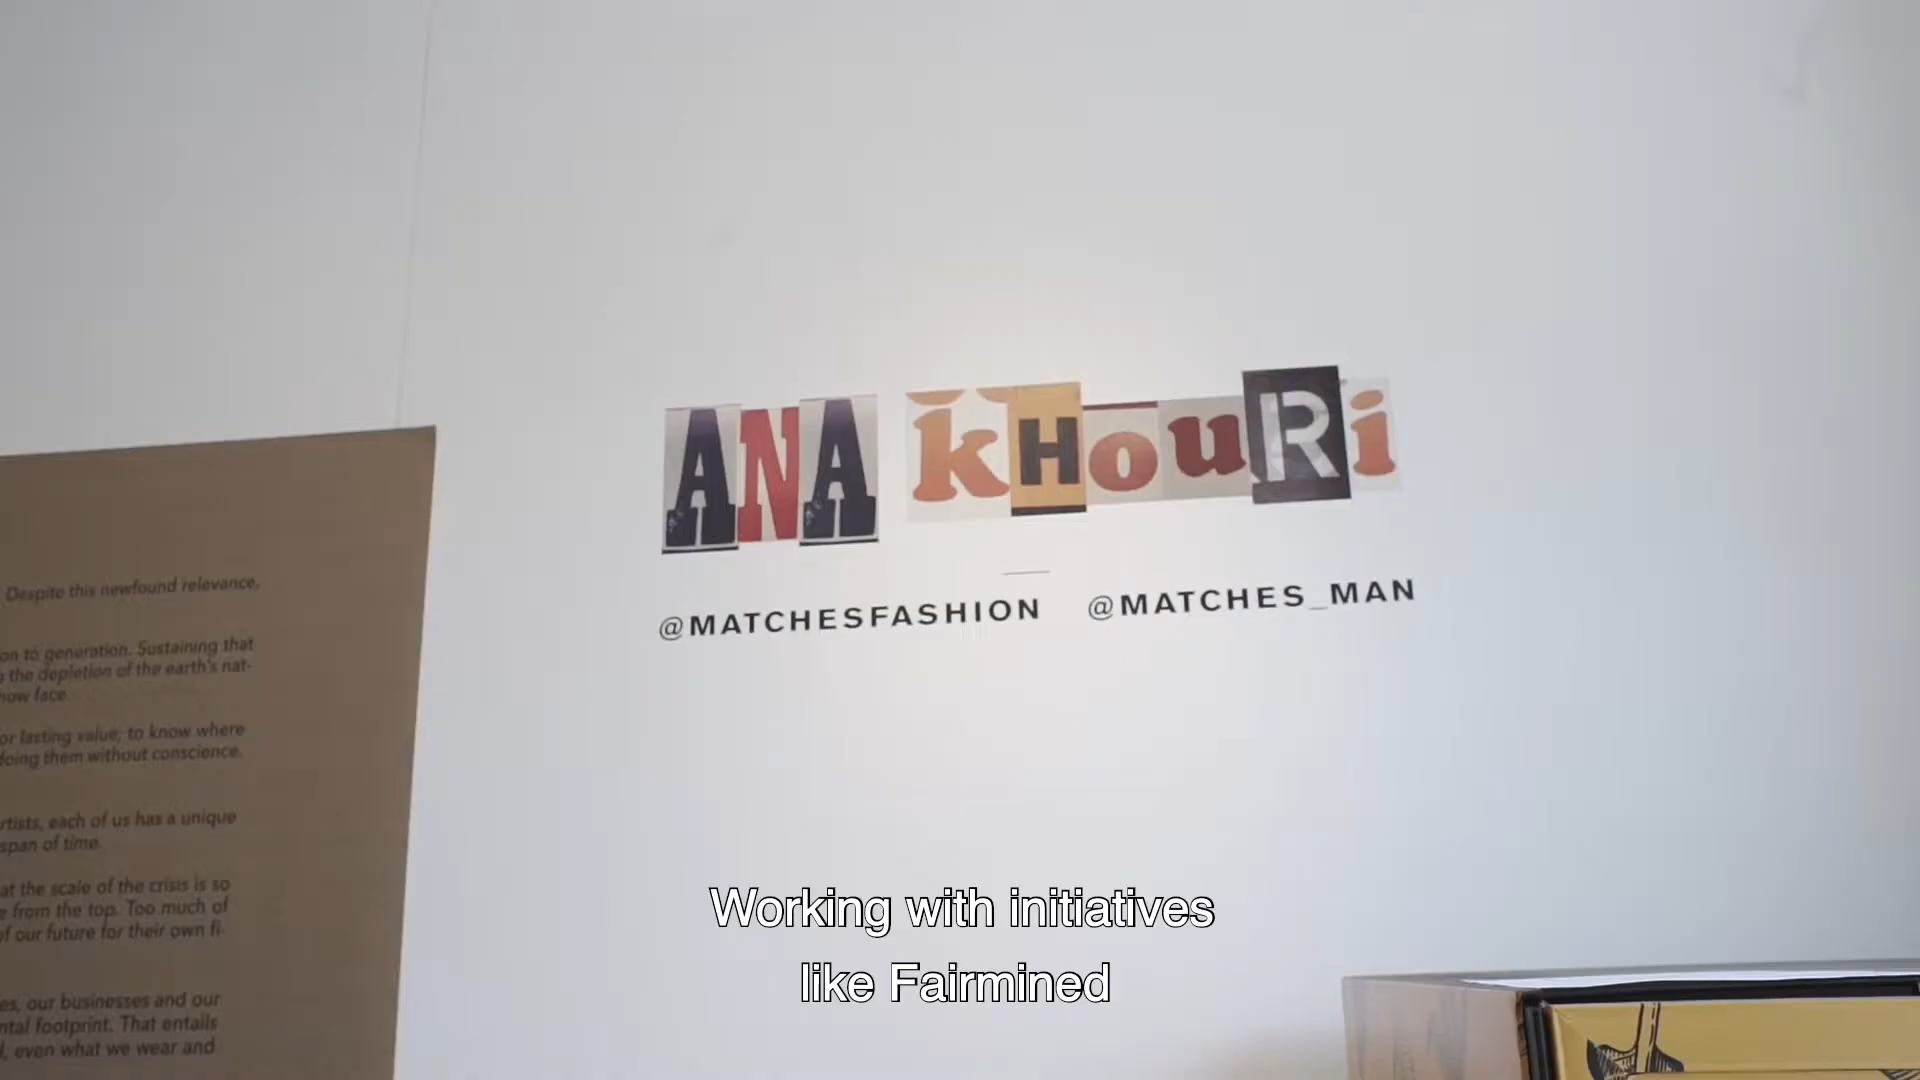 Despite this newfound relevance,
on to generation. Sustaining that
the depletion of the earth's nat-
now face.
or lasting value; to know where
doing them without conscience.
rtists, each of us has a unique
span of time.
at the scale of the crisis is so
from the top. Too much of
of our future for their own fi-
es, our businesses and our
ntal footprint. That entails
, even what we wear and
ANA kHouRi
@MATCHESFASHION @MATCHES_MAN
Working with initiatives
like Fairmined